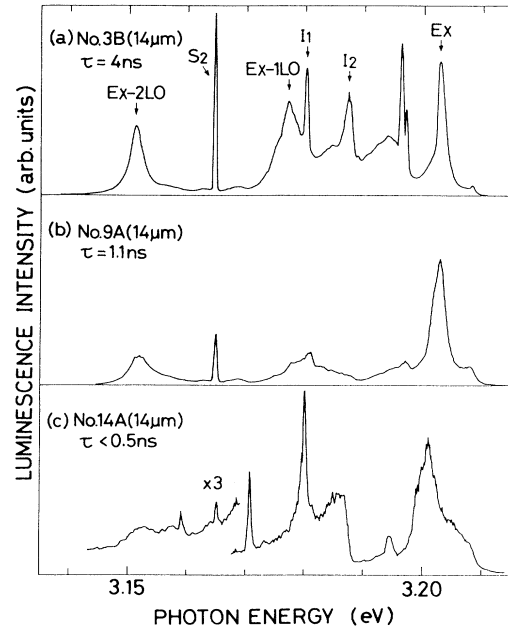 (a) No.3B(14μm)
τ = 4ns
Ex-2LO
S2
Ex-1LO
I1
I2
Ex
(b) No.9A(14μm)
τ = 1.1ns
(c) No.14A(14μm)
τ < 0.5ns
x3
LUMINESCENCE INTENSITY (arb. units)
3.15
3.20
PHOTON ENERGY (eV)